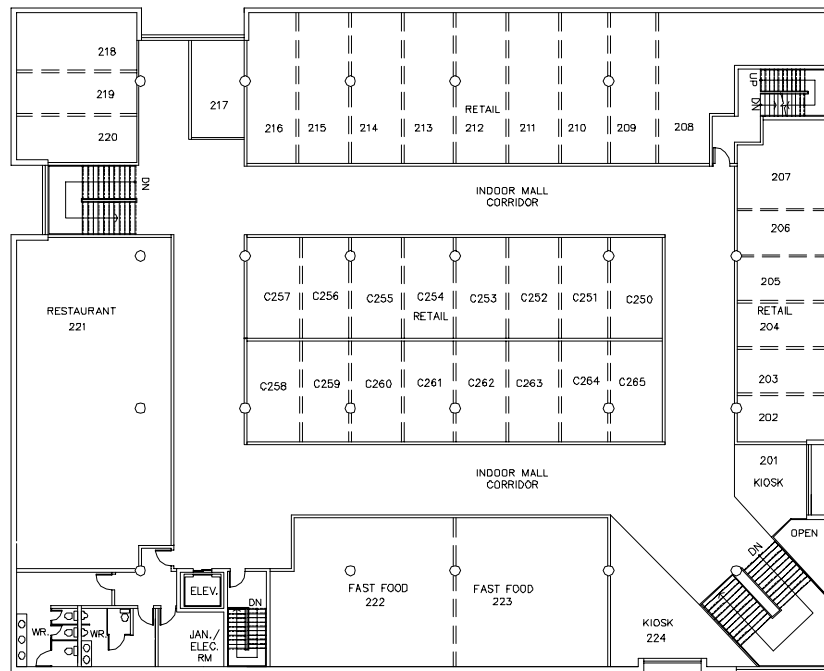 218
219
220
217
216
215
214
213
RETAIL
212
211
210
209
208
UP
DN
DN
207
206
205
RETAIL
204
203
202
INDOOR MALL
CORRIDOR
C257
C256
C255
C254
RETAIL
C253
C252
C251
C250
C258
C259
C260
C261
C262
C263
C264
C265
RESTAURANT
221
INDOOR MALL
CORRIDOR
201
KIOSK
OPEN
DN
ELEV.
DN
FAST FOOD
222
FAST FOOD
223
KIOSK
224
WR.
WR.
JAN./
ELEC.
RM